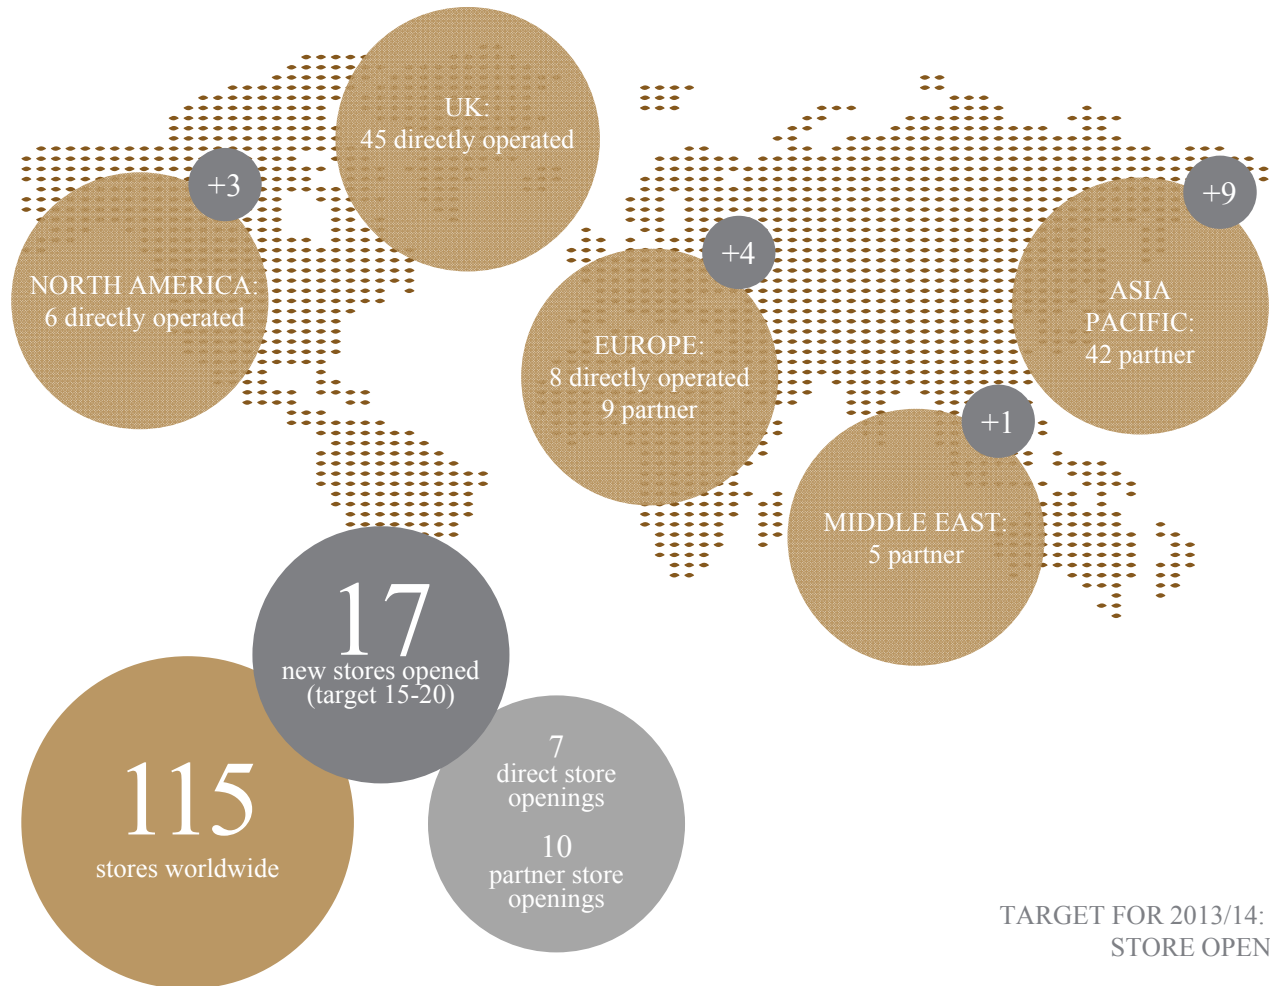 UK:
45 directly operated
+3
NORTH AMERICA:
6 directly operated
+4
EUROPE:
8 directly operated
9 partner
+9
ASIA
PACIFIC:
42 partner
+1
MIDDLE EAST:
5 partner
17
new stores opened
(target 15-20)
115
stores worldwide
7
direct store
openings
10
partner store
openings
TARGET FOR 2013/14:
STORE OPEN